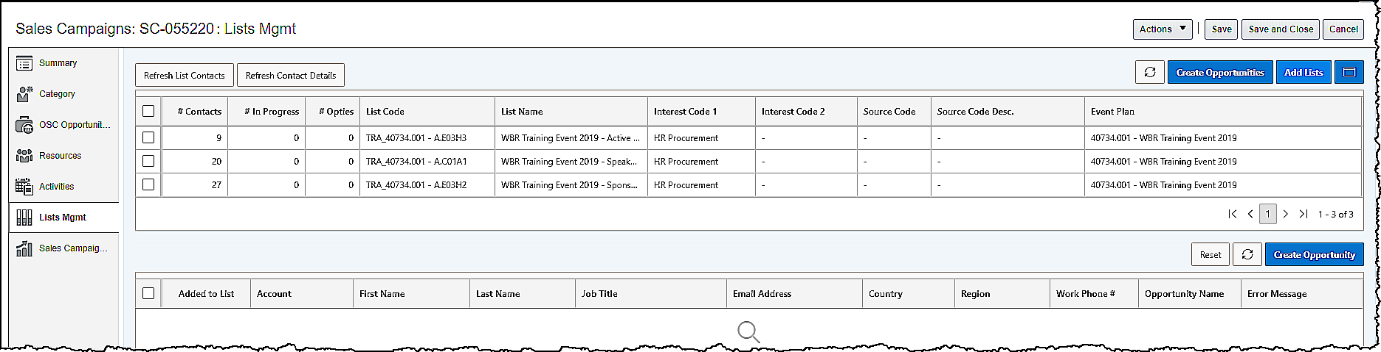 Sales Campaigns: SC-055220 : Lists Mgmt
Actions Save Save and Close Cancel
Summary
Category
OSC Opportunit...
Resources
Activities
Lists Mgmt
Sales Campaig...
Refresh List Contacts Refresh Contact Details Create Opportunities Add Lists
# Contacts # In Progress # Opties List Code List Name Interest Code 1 Interest Code 2 Source Code Source Code Desc. Event Plan
9 0 0 TRA_40734.001 - A.E03H3 WBR Training Event 2019 - Active ... HR Procurement - - - 40734.001 - WBR Training Event 2019
20 0 0 TRA_40734.001 - A.C01A1 WBR Training Event 2019 - Speak... HR Procurement - - - 40734.001 - WBR Training Event 2019
27 0 0 TRA_40734.001 - A.E03H2 WBR Training Event 2019 - Spons... HR Procurement - - - 40734.001 - WBR Training Event 2019
1 1 - 3 of 3
Reset Create Opportunity
Added to List Account First Name Last Name Job Title Email Address Country Region Work Phone # Opportunity Name Error Message